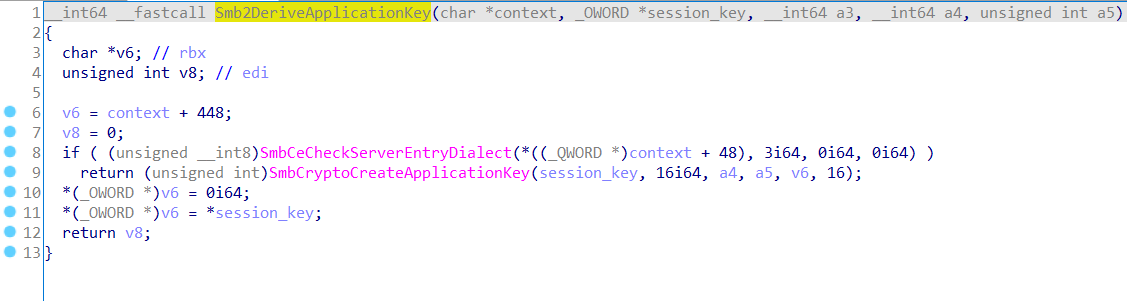 1 __int64 __fastcall Smb2DeriveApplicationKey(char *context, _OWORD *session_key, __int64 a3, __int64 a4, unsigned int a5)
2 {
3   char *v6; // rbx
4   unsigned int v8; // edi
5
6   v6 = context + 448;
7   v8 = 0;
8   if ( (unsigned __int8)SmbCeCheckServerEntryDialect(*((_QWORD *)context + 48), 3i64, 0i64, 0i64) )
9     return (unsigned int)SmbCryptoCreateApplicationKey(session_key, 16i64, a4, a5, v6, 16);
10   *(_OWORD *)v6 = 0i64;
11   *(_OWORD *)v6 = *session_key;
12   return v8;
13 }